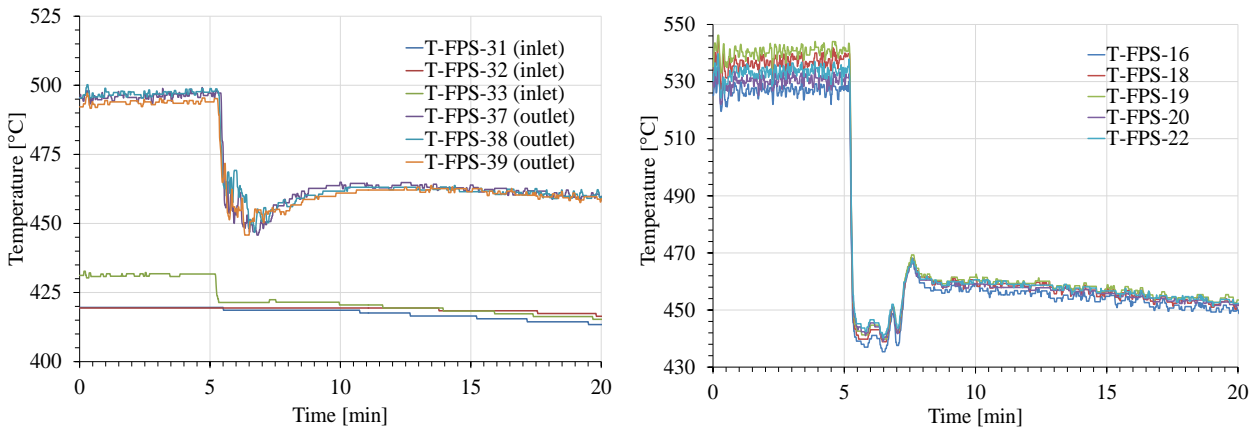 525
500
475
450
425
400
Temperature [°C]
T-FPS-31 (inlet)
T-FPS-32 (inlet)
T-FPS-33 (inlet)
T-FPS-37 (outlet)
T-FPS-38 (outlet)
T-FPS-39 (outlet)
0 5 10 15 20
Time [min]
550
530
510
490
470
450
430
Temperature [°C]
T-FPS-16
T-FPS-18
T-FPS-19
T-FPS-20
T-FPS-22
0 5 10 15 20
Time [min]